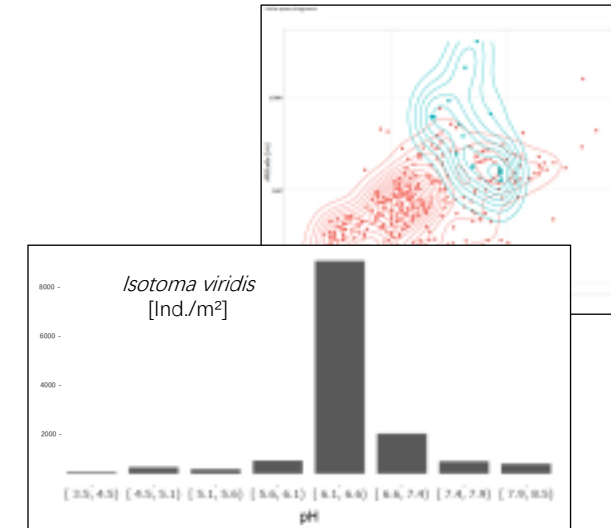 Isotoma viridis
[Ind./m²]
8000 -
6000 -
4000 -
2000 -
[ 3.5, 4.5) [ 4.5, 5.1) [ 5.1, 5.6) [ 5.6, 6.1) [ 6.1, 6.6) [ 6.6, 7.4) [ 7.4, 7.9) [ 7.9, 8.5)
pH